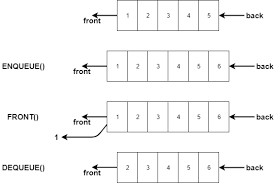 1 2 3 4 5
front
back
ENQUEUE()
1 2 3 4 5 6
front
back
FRONT()
1 2 3 4 5 6
front
back
1
DEQUEUE()
2 3 4 5 6
front
back